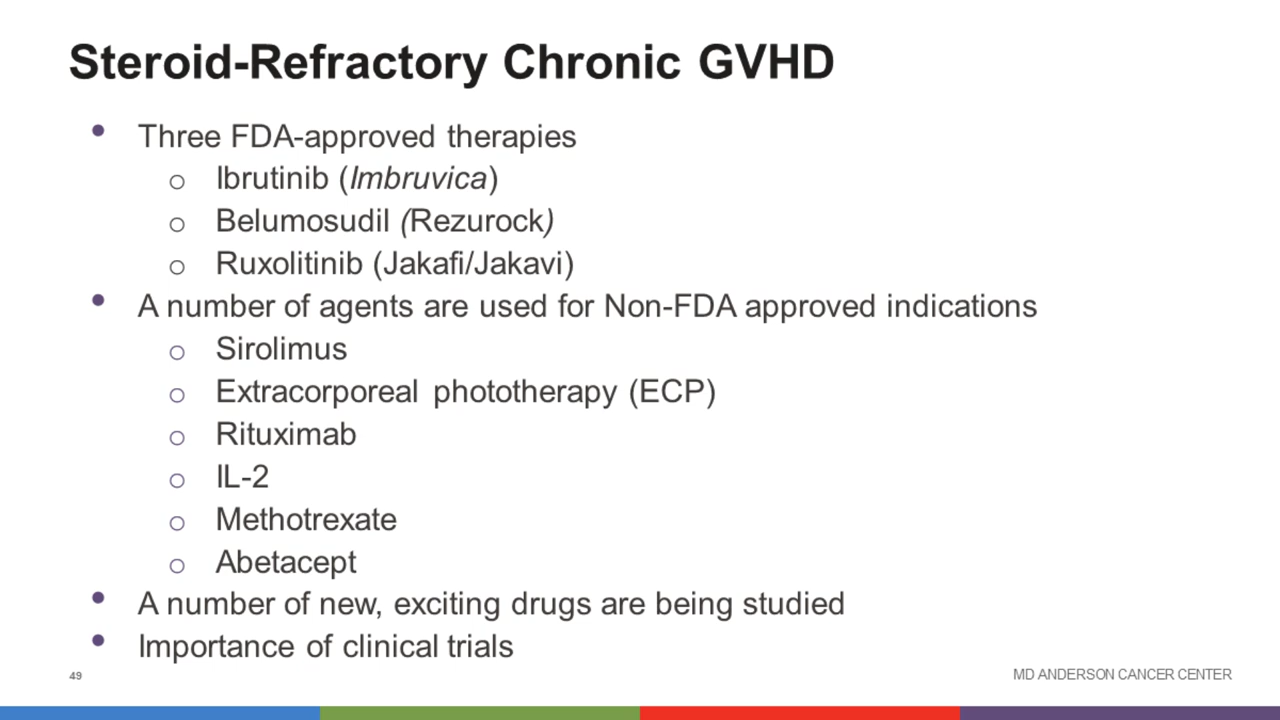 Steroid-Refractory Chronic GVHD
• Three FDA-approved therapies
o Ibrutinib (Imbruvica)
o Belumosudil (Rezurock)
o Ruxolitinib (Jakafi/Jakavi)
• A number of agents are used for Non-FDA approved indications
o Sirolimus
o Extracorporeal phototherapy (ECP)
o Rituximab
o IL-2
o Methotrexate
o Abetacept
• A number of new, exciting drugs are being studied
• Importance of clinical trials
49
MD ANDERSON CANCER CENTER